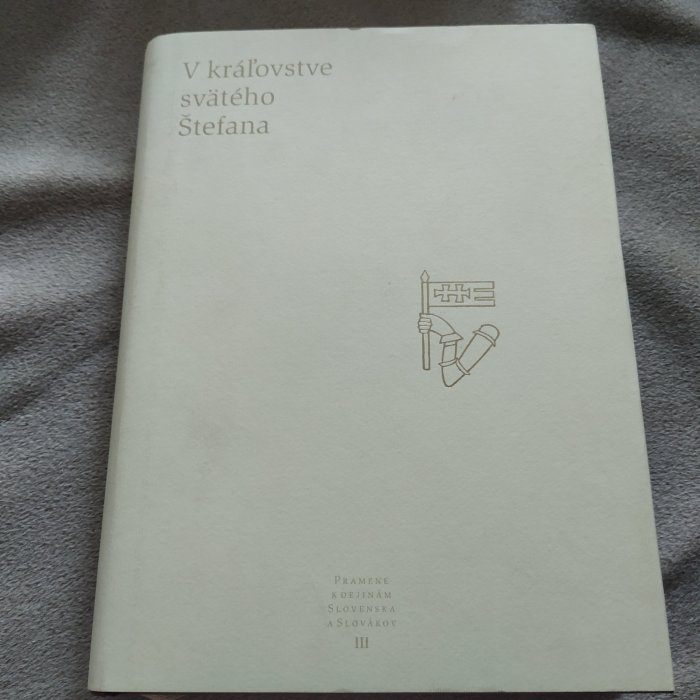 V kráľovstve
svätého
Štefana
PRAMENE
K DEJINÁM
SLOVENSKA
A SLOVÁKOV
III